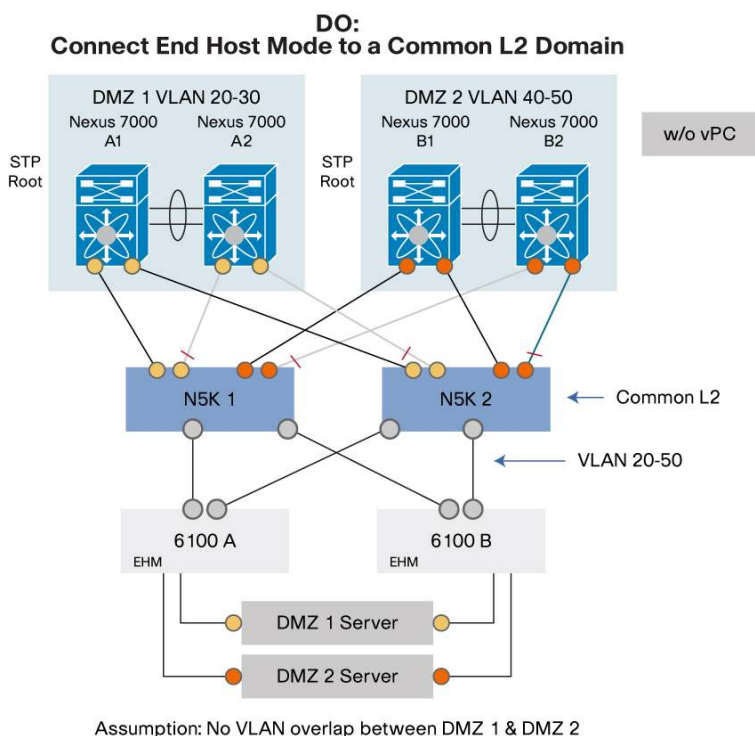 DO:
Connect End Host Mode to a Common L2 Domain
DMZ 1 VLAN 20-30
Nexus 7000
A1
Nexus 7000
A2
STP
Root
DMZ 2 VLAN 40-50
Nexus 7000
B1
Nexus 7000
B2
STP
Root
w/o vPC
N5K 1
N5K 2
Common L2
VLAN 20-50
6100 A
EHM
6100 B
EHM
DMZ 1 Server
DMZ 2 Server
Assumption: No VLAN overlap between DMZ 1 & DMZ 2